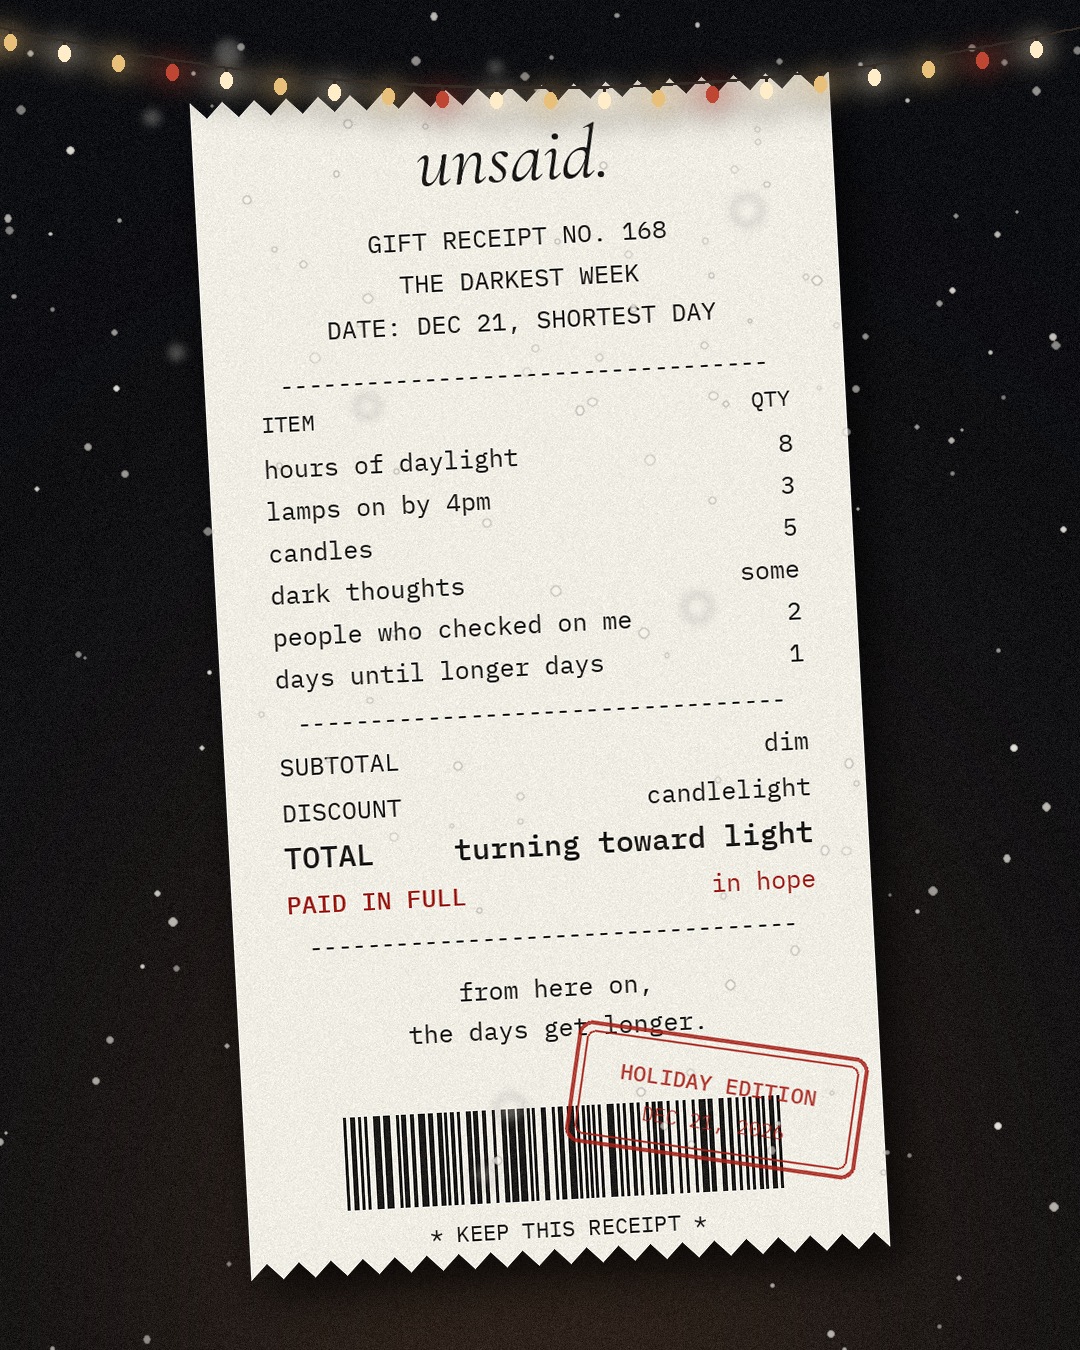 unsaid.
GIFT RECEIPT NO. 168
THE DARKEST WEEK
DATE: DEC 21, SHORTEST DAY
---------------------------------
ITEM QTY
hours of daylight 8
lamps on by 4pm 3
candles 5
dark thoughts some
people who checked on me 2
days until longer days 1
---------------------------------
SUBTOTAL dim
DISCOUNT candlelight
TOTAL turning toward light
PAID IN FULL in hope
---------------------------------
from here on,
the days get longer.
HOLIDAY EDITION
DEC 21, 2026
* KEEP THIS RECEIPT *